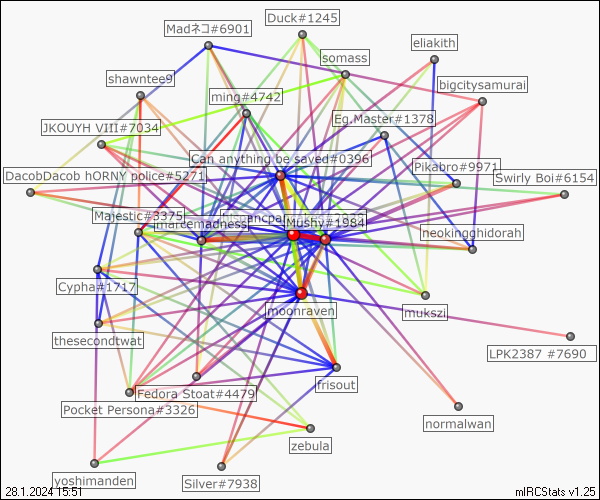 Duck#1245
Madネコ#6901
eliakith
somass
shawntee9
bigcitysamurai
ming#4742
Eg.Master#1378
JKOUYH VIII#7034
Can anything be saved#0396
Pikabro#9971
DacobDacob hORNY police#5271
Swirly Boi#6154
Majestic#3375
Mushy#1984
marcemadness
neokingghidorah
Cypha#1717
moonraven
mukszi
thesecondtwat
LPK2387 #7690
frisout
Fedora Stoat#4479
Pocket Persona#3326
normalwan
zebula
yoshimanden
Silver#7938
28.1.2024 15:51
mIRCStats v1.25